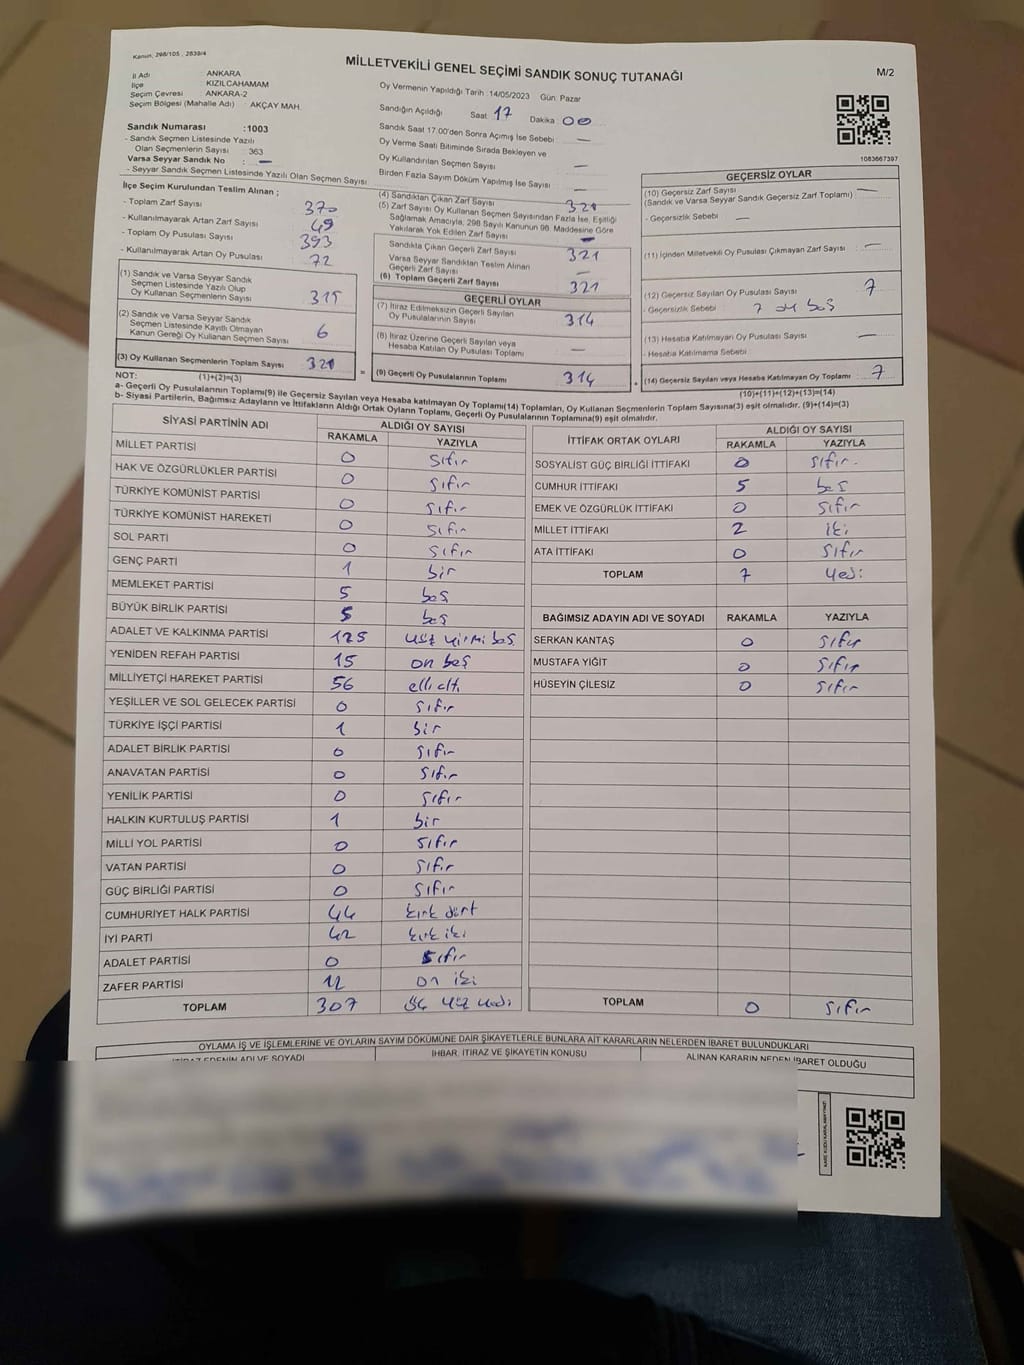 Kanun, 298/105 , 2839/4
MİLLETVEKİLİ GENEL SEÇİMİ SANDIK SONUÇ TUTANAĞI
M/2
İl Adı : ANKARA
İlçe : KIZILCAHAMAM
Seçim Çevresi : ANKARA-2
Seçim Bölgesi (Mahalle Adı) : AKÇAY MAH.
Sandık Numarası :1003
- Sandık Seçmen Listesinde Yazılı
Olan Seçmenlerin Sayısı : 363
Varsa Seyyar Sandık No : —
- Seyyar Sandık Seçmen Listesinde Yazılı Olan Seçmen Sayısı
Oy Vermenin Yapıldığı Tarih :14/05/2023 Gün: Pazar
Sandığın Açıldığı Saat 17 Dakika 00
Sandık Saat 17.00'den Sonra Açımış İse Sebebi —
Oy Verme Saati Bitiminde Sırada Bekleyen ve
Oy Kullandırılan Seçmen Sayısı —
Birden Fazla Sayım Döküm Yapılmış İse Sayısı —
1083667397
İlçe Seçim Kurulundan Teslim Alınan ;
- Toplam Zarf Sayısı 370
- Kullanılmayarak Artan Zarf Sayısı 49
- Toplam Oy Pusulası Sayısı 393
- Kullanılmayarak Artan Oy Pusulası 72
(1) Sandık ve Varsa Seyyar Sandık
Seçmen Listesinde Yazılı Olup
Oy Kullanan Seçmenlerin Sayısı 315
(2) Sandık ve Varsa Seyyar Sandık
Seçmen Listesinde Kayıtlı Olmayan
Kanun Gereği Oy Kullanan Seçmen Sayısı 6
(3) Oy Kullanan Seçmenlerin Toplam Sayısı 321
(4) Sandıktan Çıkan Zarf Sayısı 321
(5) Zarf Sayısı Oy Kullanan Seçmen Sayısından Fazla İse, Eşitliği
Sağlamak Amacıyla, 298 Sayılı Kanunun 98. Maddesine Göre
Yakılarak Yok Edilen Zarf Sayısı —
Sandıkta Çıkan Geçerli Zarf Sayısı 321
Varsa Seyyar Sandıktan Teslim Alınan
Geçerli Zarf Sayısı —
(6) Toplam Geçerli Zarf Sayısı 321
GEÇERLİ OYLAR
(7) İtiraz Edilmeksizin Geçerli Sayılan
Oy Pusulalarının Sayısı 314
(8) İtiraz Üzerine Geçerli Sayılan veya
Hesaba Katılan Oy Pusulası Toplamı —
= (9) Geçerli Oy Pusulalarının Toplamı 314
GEÇERSİZ OYLAR
(10) Geçersiz Zarf Sayısı —
(Sandık ve Varsa Seyyar Sandık Geçersiz Zarf Toplamı)
- Geçersizlik Sebebi —
(11) İçinden Milletvekili Oy Pusulası Çıkmayan Zarf Sayısı —
(12) Geçersiz Sayılan Oy Pusulası Sayısı 7
- Geçersizlik Sebebi 7 boş
(13) Hesaba Katılmayan Oy Pusulası Sayısı —
- Hesaba Katılmama Sebebi
+ (14) Geçersiz Sayılan veya Hesaba Katılmayan Oy Toplamı 7
NOT: (1)+(2)=(3) (10)+(11)+(12)+(13)=(14)
a- Geçerli Oy Pusulalarının Toplamı(9) ile Geçersiz Sayılan veya Hesaba katılmayan Oy Toplamı(14) Toplamları, Oy Kullanan Seçmenlerin Toplam Sayısına(3) eşit olmalıdır. (9)+(14)=(3)
b- Siyasi Partilerin, Bağımsız Adayların ve İttifakların Aldığı Ortak Oyların Toplamı, Geçerli Oy Pusulalarının Toplamına(9) eşit olmalıdır.
SİYASİ PARTİNİN ADI ALDIĞI OY SAYISI
RAKAMLA YAZIYLA
MİLLET PARTİSİ 0 sıfır
HAK VE ÖZGÜRLÜKLER PARTİSİ 0 sıfır
TÜRKİYE KOMÜNİST PARTİSİ 0 sıfır
TÜRKİYE KOMÜNİST HAREKETİ 0 sıfır
SOL PARTİ 0 sıfır
GENÇ PARTİ 1 bir
MEMLEKET PARTİSİ 5 beş
BÜYÜK BİRLİK PARTİSİ 5 beş
ADALET VE KALKINMA PARTİSİ 125 yüz yirmi beş
YENİDEN REFAH PARTİSİ 15 on beş
MİLLİYETÇİ HAREKET PARTİSİ 56 elli altı
YEŞİLLER VE SOL GELECEK PARTİSİ 0 sıfır
TÜRKİYE İŞÇİ PARTİSİ 1 bir
ADALET BİRLİK PARTİSİ 0 sıfır
ANAVATAN PARTİSİ 0 sıfır
YENİLİK PARTİSİ 0 sıfır
HALKIN KURTULUŞ PARTİSİ 1 bir
MİLLİ YOL PARTİSİ 0 sıfır
VATAN PARTİSİ 0 sıfır
GÜÇ BİRLİĞİ PARTİSİ 0 sıfır
CUMHURİYET HALK PARTİSİ 44 kırk dört
İYİ PARTİ 42 kırk iki
ADALET PARTİSİ 0 sıfır
ZAFER PARTİSİ 12 on iki
TOPLAM 307 üç yüz yedi
İTTİFAK ORTAK OYLARI ALDIĞI OY SAYISI
RAKAMLA YAZIYLA
SOSYALİST GÜÇ BİRLİĞİ İTTİFAKI 0 sıfır
CUMHUR İTTİFAKI 5 beş
EMEK VE ÖZGÜRLÜK İTTİFAKI 0 sıfır
MİLLET İTTİFAKI 2 iki
ATA İTTİFAKI 0 sıfır
TOPLAM 7 yedi
BAĞIMSIZ ADAYIN ADI VE SOYADI RAKAMLA YAZIYLA
SERKAN KANTAŞ 0 sıfır
MUSTAFA YİĞİT 0 sıfır
HÜSEYİN ÇİLESİZ 0 sıfır
TOPLAM 0 sıfır
OYLAMA İŞ VE İŞLEMLERİNE VE OYLARIN SAYIM DÖKÜMÜNE DAİR ŞİKAYETLERLE BUNLARA AİT KARARLARIN NELERDEN İBARET BULUNDUKLARI
İTİRAZ EDENİN ADI VE SOYADI İHBAR, İTİRAZ VE ŞİKAYETİN KONUSU ALINAN KARARIN NEDEN İBARET OLDUĞU